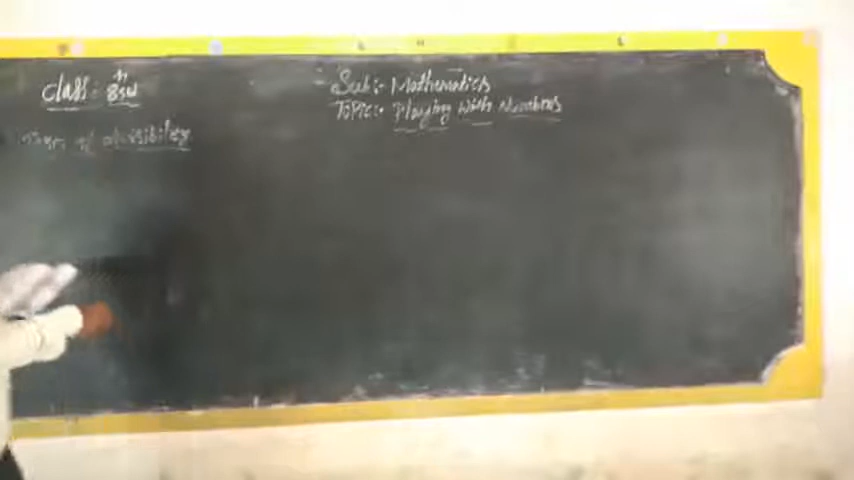 Class :- 8th
Sub :- Mathematics
Topic :- Playing with Numbers
of divisibility